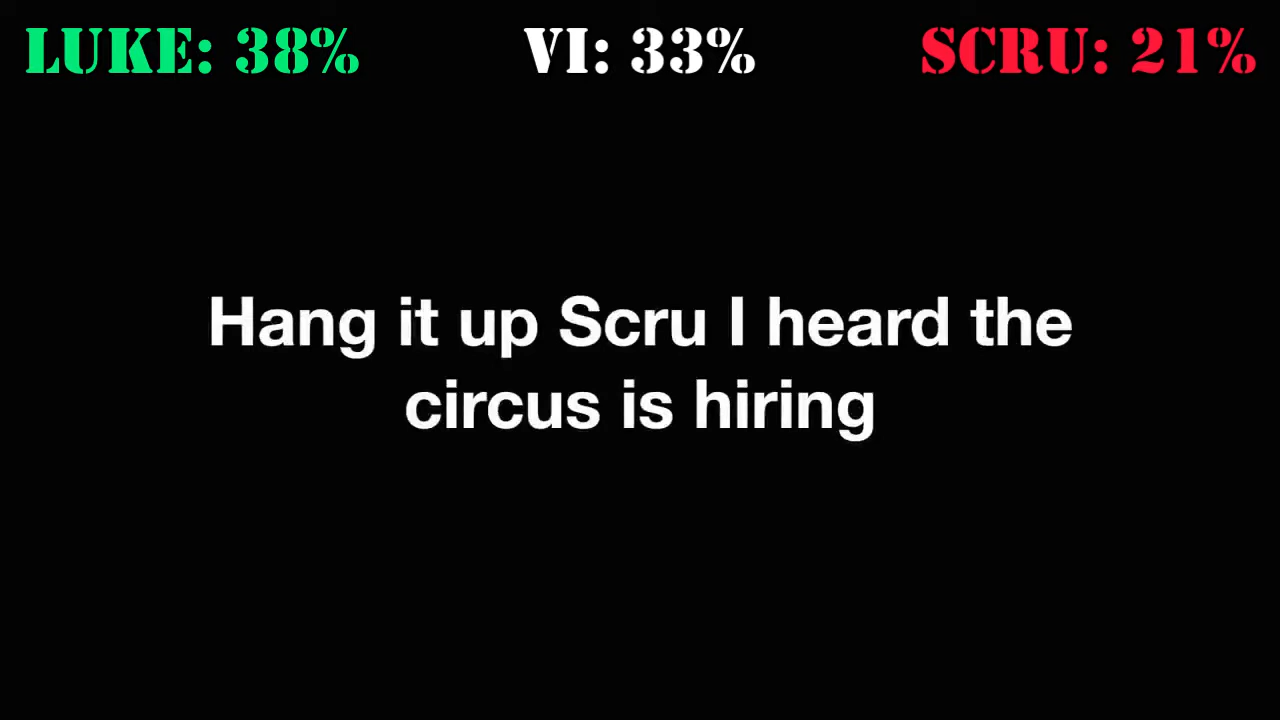 LUKE: 38% VI: 33% SCRU: 21%
Hang it up Scru I heard the
circus is hiring